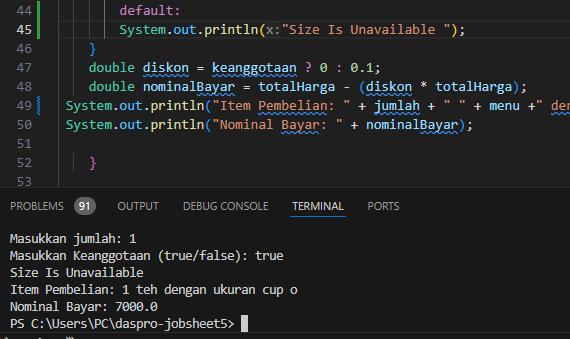 44 default:
45 System.out.println(x:"Size Is Unavailable ");
46 }
47 double diskon = keanggotaan ? 0 : 0.1;
48 double nominalBayar = totalHarga - (diskon * totalHarga);
49 System.out.println("Item Pembelian: " + jumlah + " " + menu +" der
50 System.out.println("Nominal Bayar: " + nominalBayar);
52 }
53
PROBLEMS 91 OUTPUT DEBUG CONSOLE TERMINAL PORTS
Masukkan jumlah: 1
Masukkan Keanggotaan (true/false): true
Size Is Unavailable
Item Pembelian: 1 teh dengan ukuran cup o
Nominal Bayar: 7000.0
PS C:\Users\PC\daspro-jobsheet5>